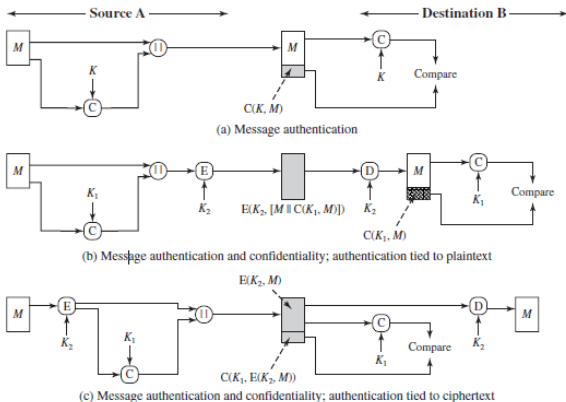 Source A
Destination B
M
K
C
||
M
C
K
Compare
C(K, M)
(a) Message authentication
M
K₁
C
||
E
K₂
E(K₂, [M || C(K₁, M)])
D
K₂
M
C
K₁
Compare
C(K₁, M)
(b) Message authentication and confidentiality; authentication tied to plaintext
M
E
K₂
K₁
C
||
E(K₂, M)
C
K₁
Compare
D
K₂
M
C(K₁, E(K₂, M))
(c) Message authentication and confidentiality; authentication tied to ciphertext